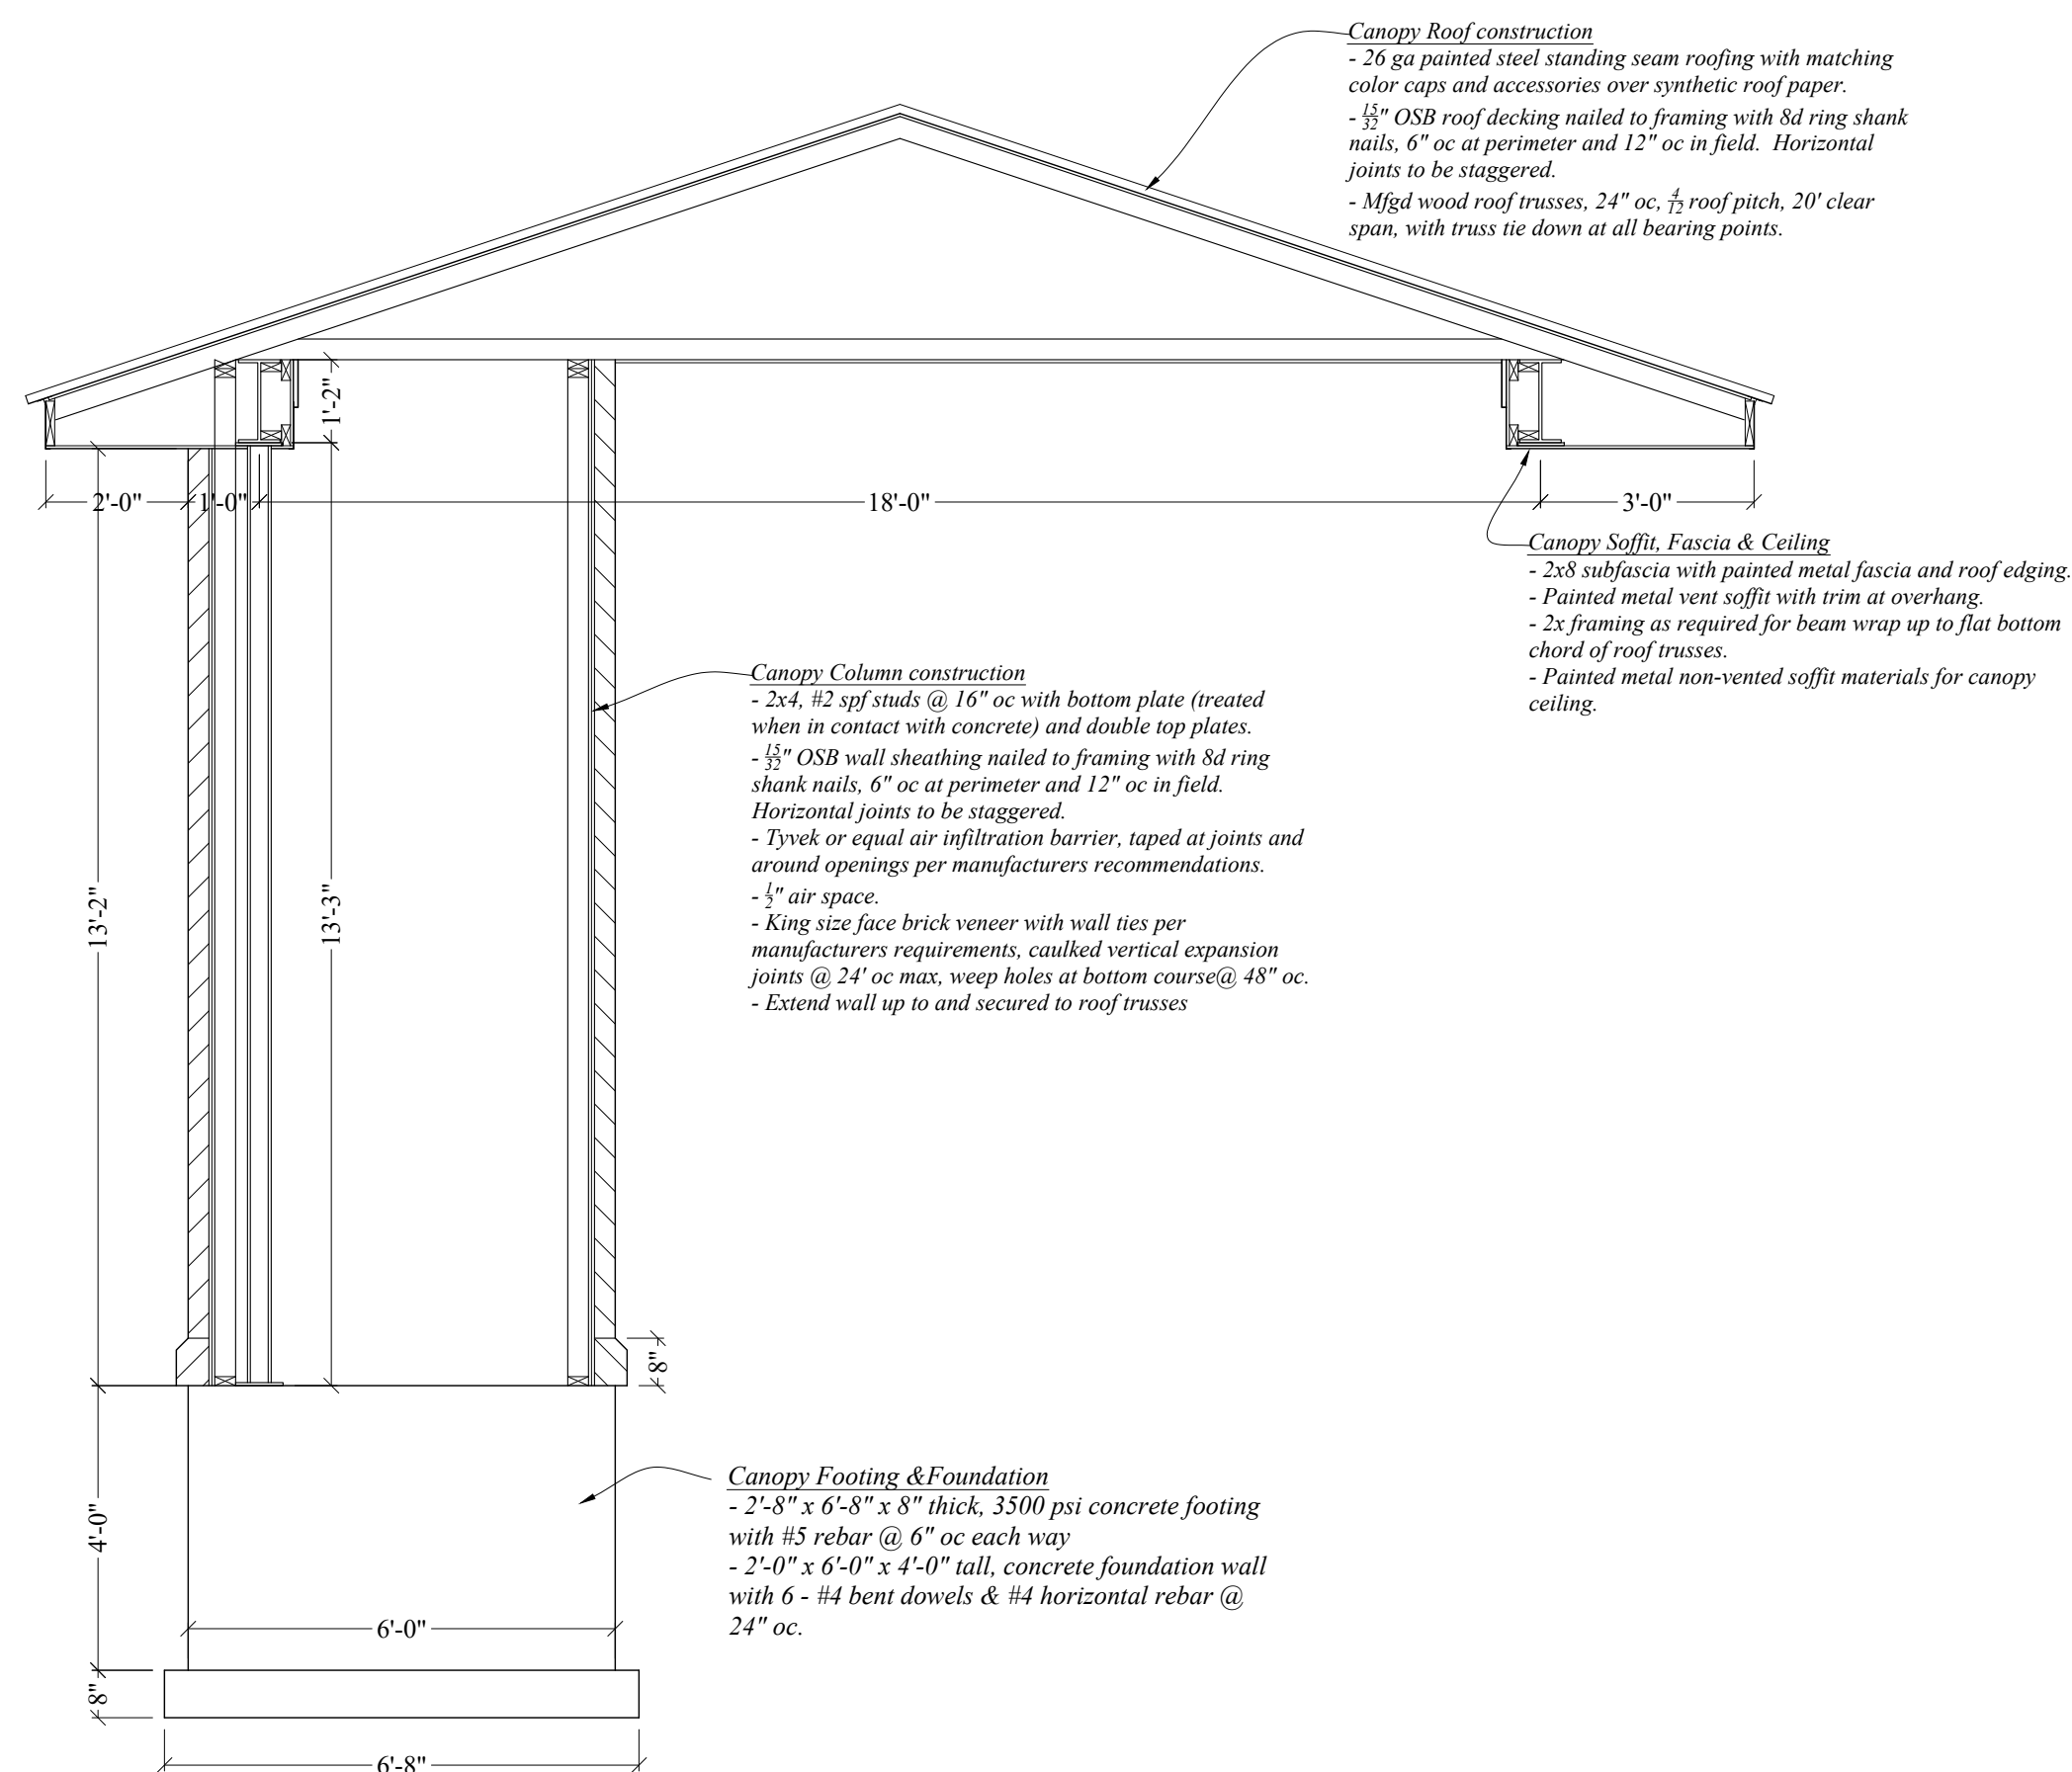 Canopy Roof construction
- 26 ga painted steel standing seam roofing with matching
color caps and accessories over synthetic roof paper.
- 15/32" OSB roof decking nailed to framing with 8d ring shank
nails, 6" oc at perimeter and 12" oc in field.  Horizontal
joints to be staggered.
- Mfgd wood roof trusses, 24" oc, 4/12 roof pitch, 20' clear
span, with truss tie down at all bearing points.
1'-2"
2'-0"
1'-0"
18'-0"
3'-0"
Canopy Soffit, Fascia & Ceiling
- 2x8 subfascia with painted metal fascia and roof edging.
- Painted metal vent soffit with trim at overhang.
- 2x framing as required for beam wrap up to flat bottom
chord of roof trusses.
- Painted metal non-vented soffit materials for canopy
ceiling.
Canopy Column construction
- 2x4, #2 spf studs @ 16" oc with bottom plate (treated
when in contact with concrete) and double top plates.
- 15/32" OSB wall sheathing nailed to framing with 8d ring
shank nails, 6" oc at perimeter and 12" oc in field.
Horizontal joints to be staggered.
- Tyvek or equal air infiltration barrier, taped at joints and
around openings per manufacturers recommendations.
- 1/2" air space.
- King size face brick veneer with wall ties per
manufacturers requirements, caulked vertical expansion
joints @ 24' oc max, weep holes at bottom course@ 48" oc.
- Extend wall up to and secured to roof trusses
13'-2"
13'-3"
8"
Canopy Footing &Foundation
- 2'-8" x 6'-8" x 8" thick, 3500 psi concrete footing
with #5 rebar @ 6" oc each way
- 2'-0" x 6'-0" x 4'-0" tall, concrete foundation wall
with 6 - #4 bent dowels & #4 horizontal rebar @
24" oc.
4'-0"
6'-0"
8"
6'-8"